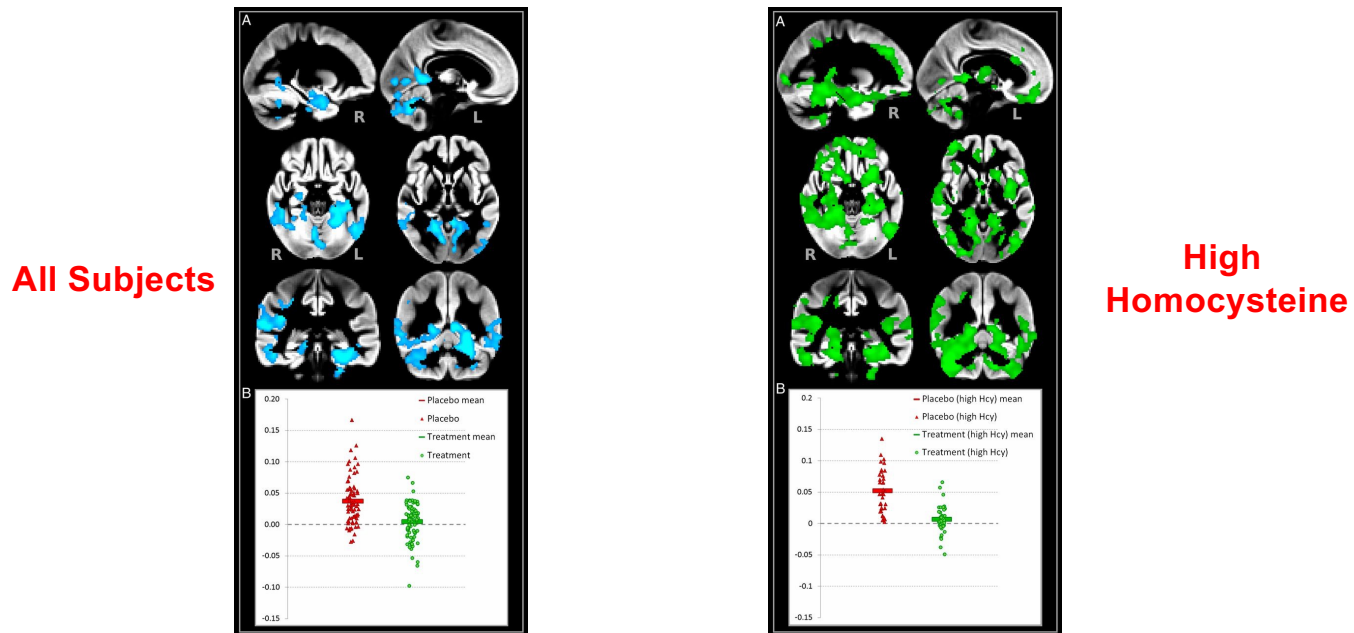 All Subjects
A
R
L
R
L
B
0.20
0.15
0.10
0.05
0.00
-0.05
-0.10
-0.15
Placebo mean
Placebo
Treatment mean
Treatment
A
R
L
R
L
B
0.2
0.15
0.1
0.05
0
-0.05
-0.1
-0.15
Placebo (high Hcy) mean
Placebo (high Hcy)
Treatment (high Hcy) mean
Treatment (high Hcy)
High
Homocysteine